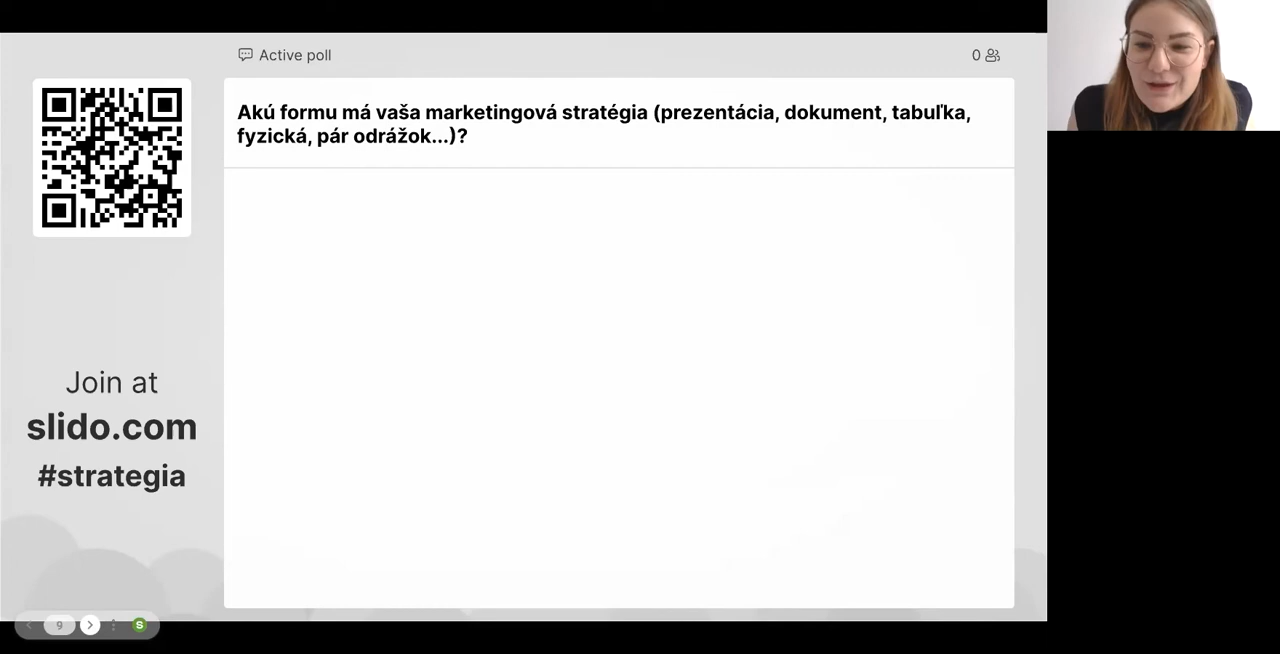 Active poll
0
Akú formu má vaša marketingová stratégia (prezentácia, dokument, tabuľka,
fyzická, pár odrážok...)?
Join at
slido.com
#strategia
9
S